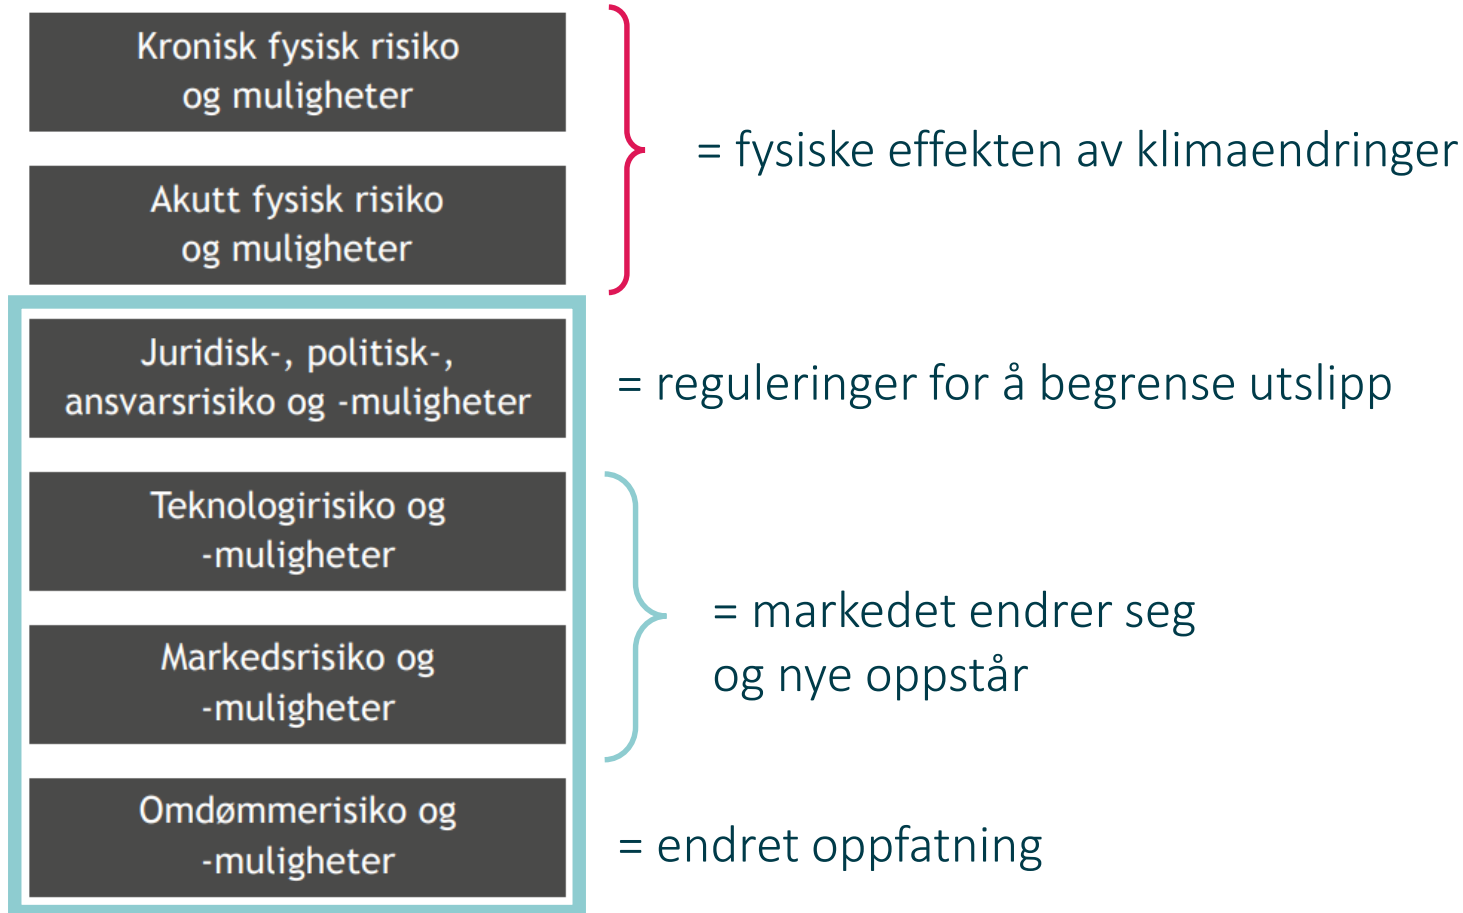 Kronisk fysisk risiko
og muligheter
= fysiske effekten av klimaendringer
Akutt fysisk risiko
og muligheter
Juridisk-, politisk-,
ansvarsrisiko og -muligheter
= reguleringer for å begrense utslipp
Teknologirisiko og
-muligheter
= markedet endrer seg
og nye oppstår
Markedsrisiko og
-muligheter
Omdømmerisiko og
-muligheter
= endret oppfatning